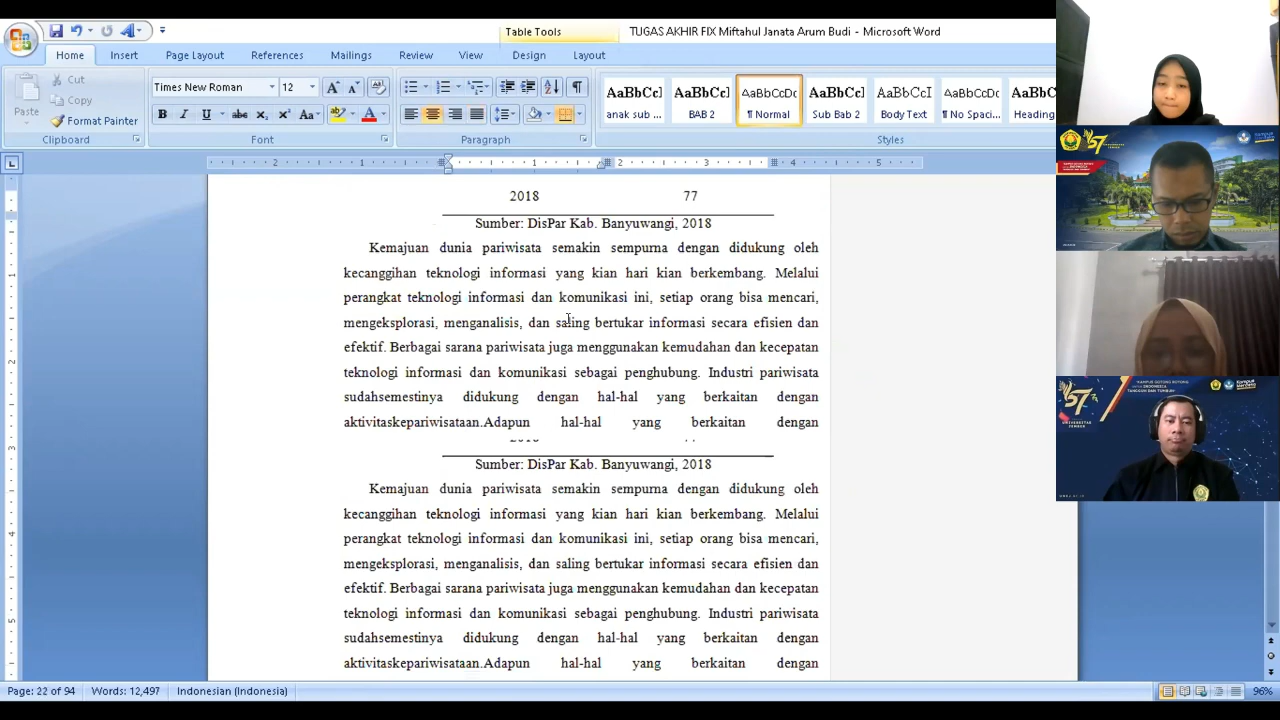 Table Tools
TUGAS AKHIR FIX Miftahul Janata Arum Budi - Microsoft Word
Home Insert Page Layout References Mailings Review View Design Layout
Paste
Cut
Copy
Format Painter
Clipboard
Times New Roman 12
Font
Paragraph
AaBbCc] AaBbCc] AaBbCcDc AaBbCc AaBbCcI AaBbCcDc AaBbC
anak sub ... BAB 2 ¶ Normal Sub Bab 2 Body Text ¶ No Spaci... Heading
Styles
2018 77
Sumber: DisPar Kab. Banyuwangi, 2018
Kemajuan dunia pariwisata semakin sempurna dengan didukung oleh
kecanggihan teknologi informasi yang kian hari kian berkembang. Melalui
perangkat teknologi informasi dan komunikasi ini, setiap orang bisa mencari,
mengeksplorasi, menganalisis, dan saling bertukar informasi secara efisien dan
efektif. Berbagai sarana pariwisata juga menggunakan kemudahan dan kecepatan
teknologi informasi dan komunikasi sebagai penghubung. Industri pariwisata
sudahsemestinya didukung dengan hal-hal yang berkaitan dengan
aktivitaskepariwisataan.Adapun hal-hal yang berkaitan dengan
Sumber: DisPar Kab. Banyuwangi, 2018
Kemajuan dunia pariwisata semakin sempurna dengan didukung oleh
kecanggihan teknologi informasi yang kian hari kian berkembang. Melalui
perangkat teknologi informasi dan komunikasi ini, setiap orang bisa mencari,
mengeksplorasi, menganalisis, dan saling bertukar informasi secara efisien dan
efektif. Berbagai sarana pariwisata juga menggunakan kemudahan dan kecepatan
teknologi informasi dan komunikasi sebagai penghubung. Industri pariwisata
sudahsemestinya didukung dengan hal-hal yang berkaitan dengan
aktivitaskepariwisataan.Adapun hal-hal yang berkaitan dengan
Page: 22 of 94 Words: 12,497 Indonesian (Indonesia) 96%
57
57